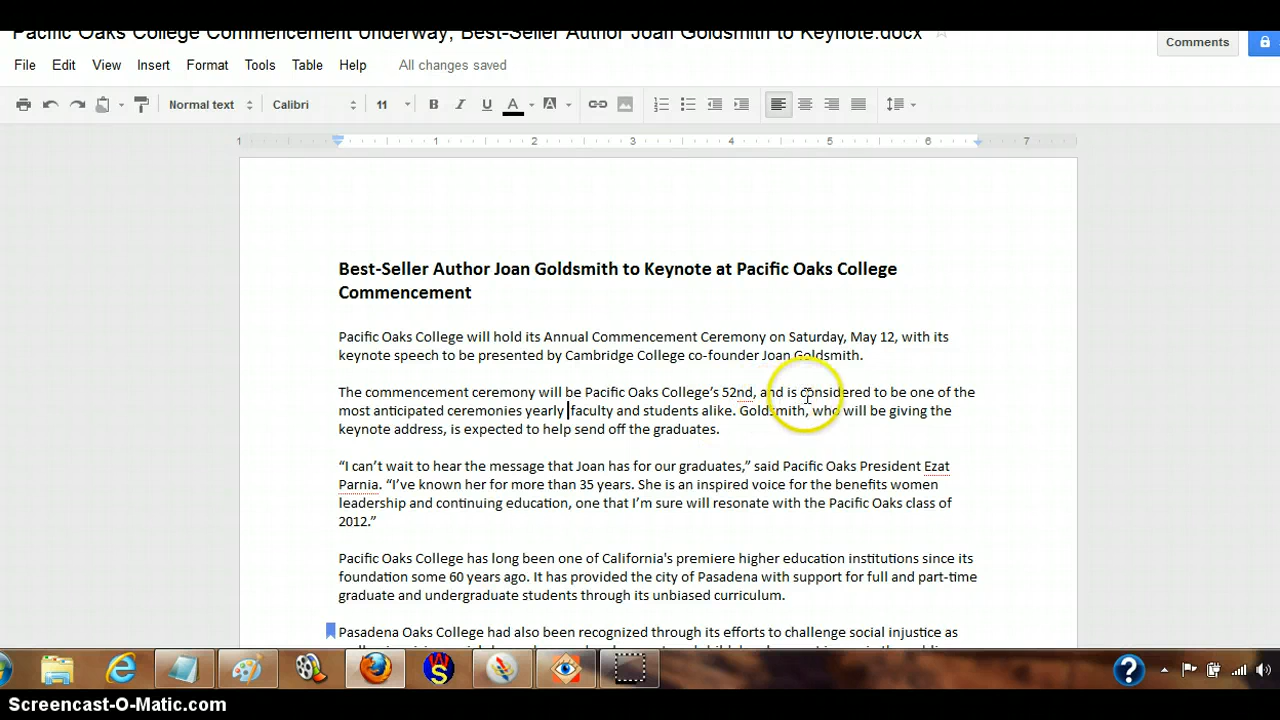 Pacific Oaks College Commencement Underway, Best-Seller Author Joan Goldsmith to Keynote.docx
Comments
File Edit View Insert Format Tools Table Help All changes saved
Normal text Calibri 11 B I U A A
1 1 2 3 4 5 6 7
Best-Seller Author Joan Goldsmith to Keynote at Pacific Oaks College
Commencement
Pacific Oaks College will hold its Annual Commencement Ceremony on Saturday, May 12, with its
keynote speech to be presented by Cambridge College co-founder Joan Goldsmith.
The commencement ceremony will be Pacific Oaks College's 52nd, and is considered to be one of the
most anticipated ceremonies yearly faculty and students alike. Goldsmith, who will be giving the
keynote address, is expected to help send off the graduates.
“I can't wait to hear the message that Joan has for our graduates,” said Pacific Oaks President Ezat
Parnia. “I've known her for more than 35 years. She is an inspired voice for the benefits women
leadership and continuing education, one that I'm sure will resonate with the Pacific Oaks class of
2012.”
Pacific Oaks College has long been one of California's premiere higher education institutions since its
foundation some 60 years ago. It has provided the city of Pasadena with support for full and part-time
graduate and undergraduate students through its unbiased curriculum.
Pasadena Oaks College had also been recognized through its efforts to challenge social injustice as
Screencast-O-Matic.com